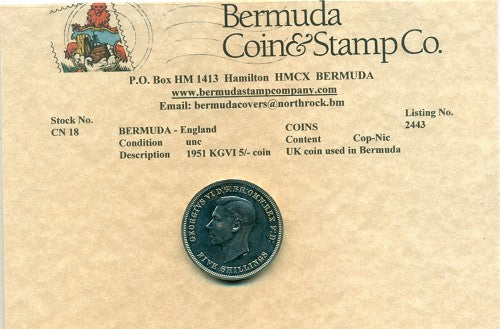 Bermuda
Coin&Stamp Co.
P.O. Box HM 1413 Hamilton HMCX BERMUDA
www.bermudastampcompany.com
Email: bermudacovers@northrock.bm
Stock No. Listing No.
CN 18 BERMUDA - England COINS 2443
Condition unc Content Cop-Nic
Description 1951 KGVI 5/- coin UK coin used in Bermuda
GEORGIVS VI D:G:BR:OMN:REX F:D:
FIVE SHILLINGS